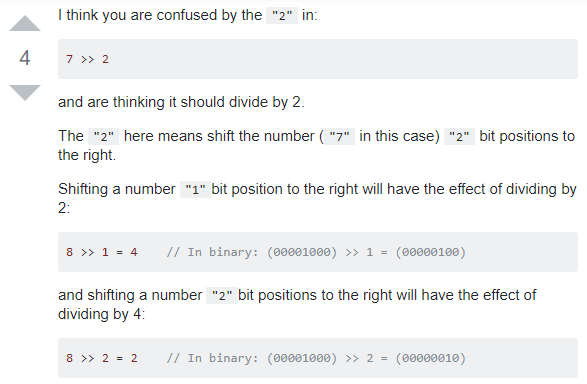 I think you are confused by the "2" in:
4
7 >> 2
and are thinking it should divide by 2.
The "2" here means shift the number ( "7" in this case) "2" bit positions to
the right.
Shifting a number "1" bit position to the right will have the effect of dividing by
2:
8 >> 1 = 4    // In binary: (00001000) >> 1 = (00000100)
and shifting a number "2" bit positions to the right will have the effect of
dividing by 4:
8 >> 2 = 2    // In binary: (00001000) >> 2 = (00000010)